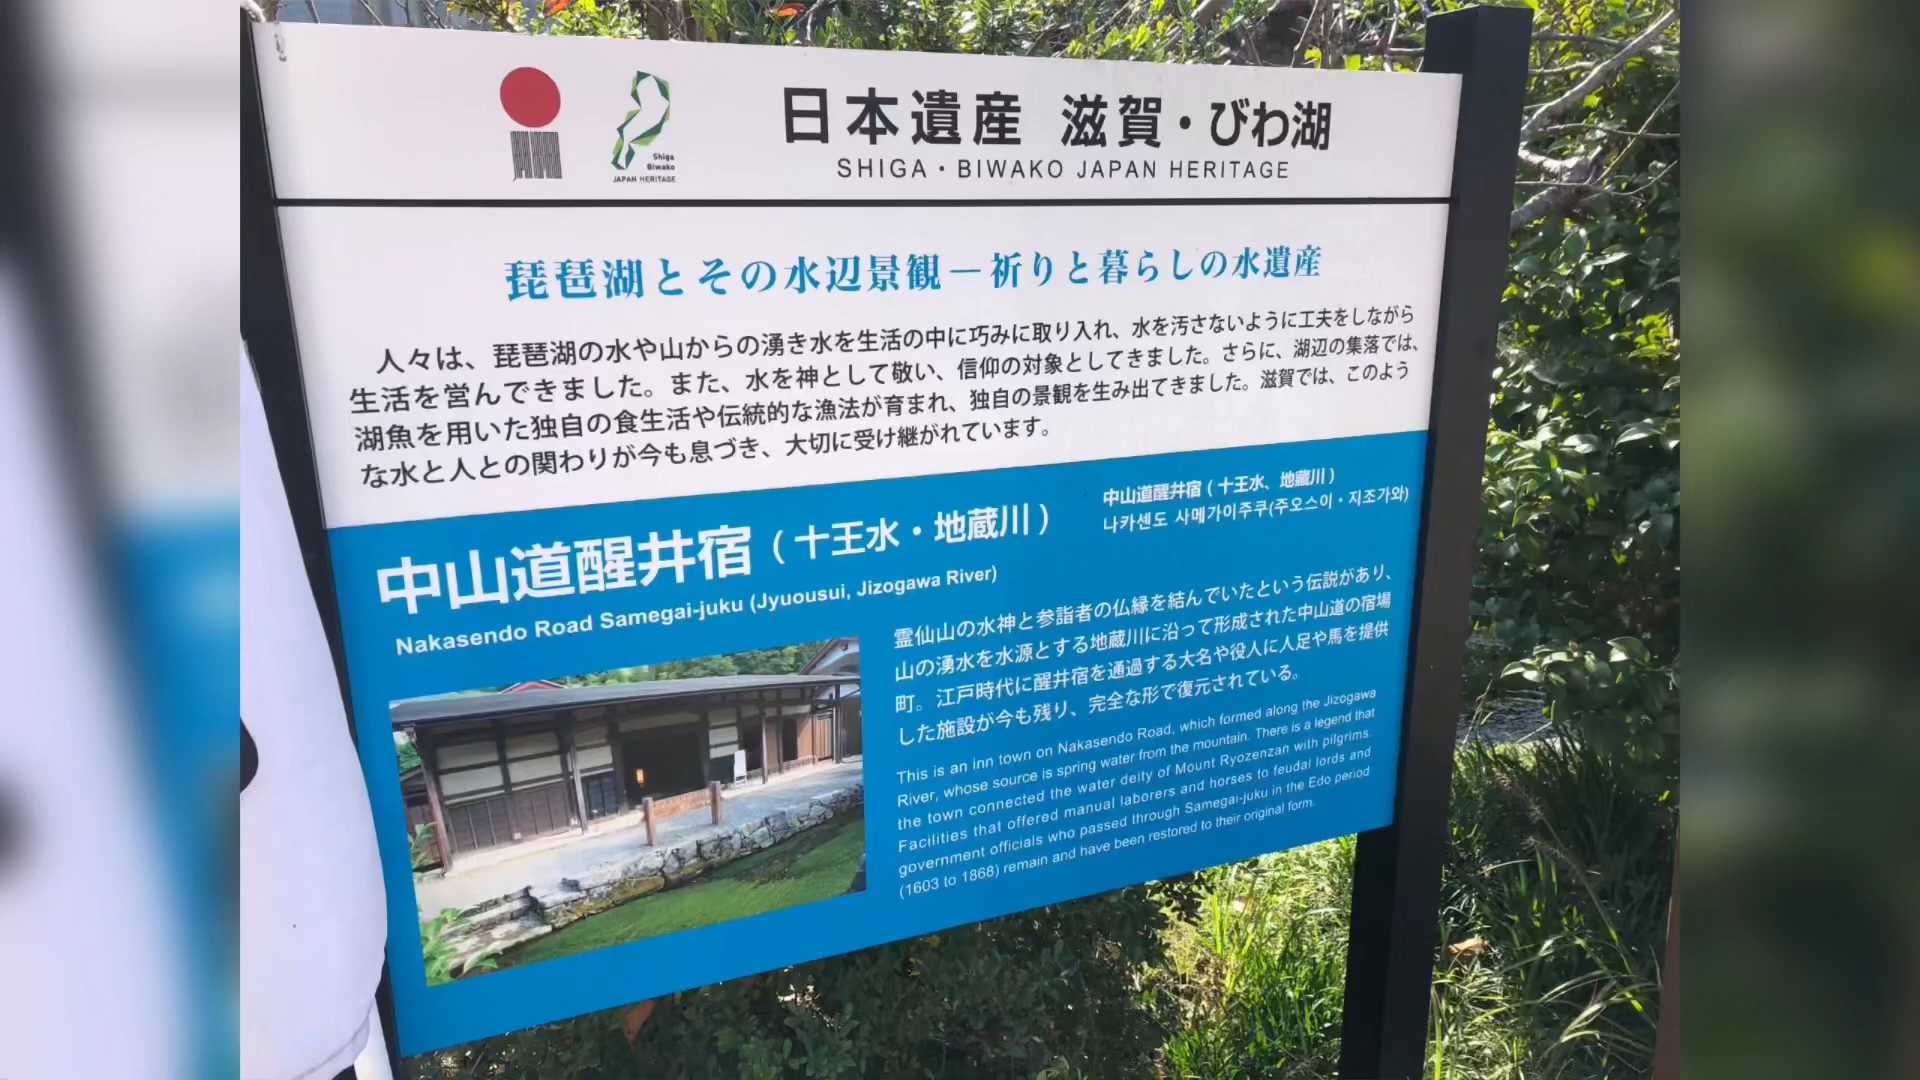 日本遺産 滋賀・びわ湖
SHIGA・BIWAKO JAPAN HERITAGE
Shiga
Biwako
JAPAN HERITAGE
琵琶湖とその水辺景観－祈りと暮らしの水遺産
人々は、琵琶湖の水や山からの湧き水を生活の中に巧みに取り入れ、水を汚さないように工夫をしながら
生活を営んできました。また、水を神として敬い、信仰の対象としてきました。さらに、湖辺の集落では、
湖魚を用いた独自の食生活や伝統的な漁法が育まれ、独自の景観を生み出てきました。滋賀では、このよう
な水と人との関わりが今も息づき、大切に受け継がれています。
中山道醒井宿（十王水・地蔵川）
Nakasendo Road Samegai-juku (Jyuousui, Jizogawa River)
中山道醒井宿（十王水、地藏川）
나카센도 사메가이주쿠(주오스이・지조가와)
霊仙山の水神と参詣者の仏縁を結んでいたという伝説があり、
山の湧水を水源とする地蔵川に沿って形成された中山道の宿場
町。江戸時代に醒井宿を通過する大名や役人に人足や馬を提供
した施設が今も残り、完全な形で復元されている。
This is an inn town on Nakasendo Road, which formed along the Jizogawa
River, whose source is spring water from the mountain. There is a legend that
the town connected the water deity of Mount Ryozenzan with pilgrims.
Facilities that offered manual laborers and horses to feudal lords and
government officials who passed through Samegai-juku in the Edo period
(1603 to 1868) remain and have been restored to their original form.